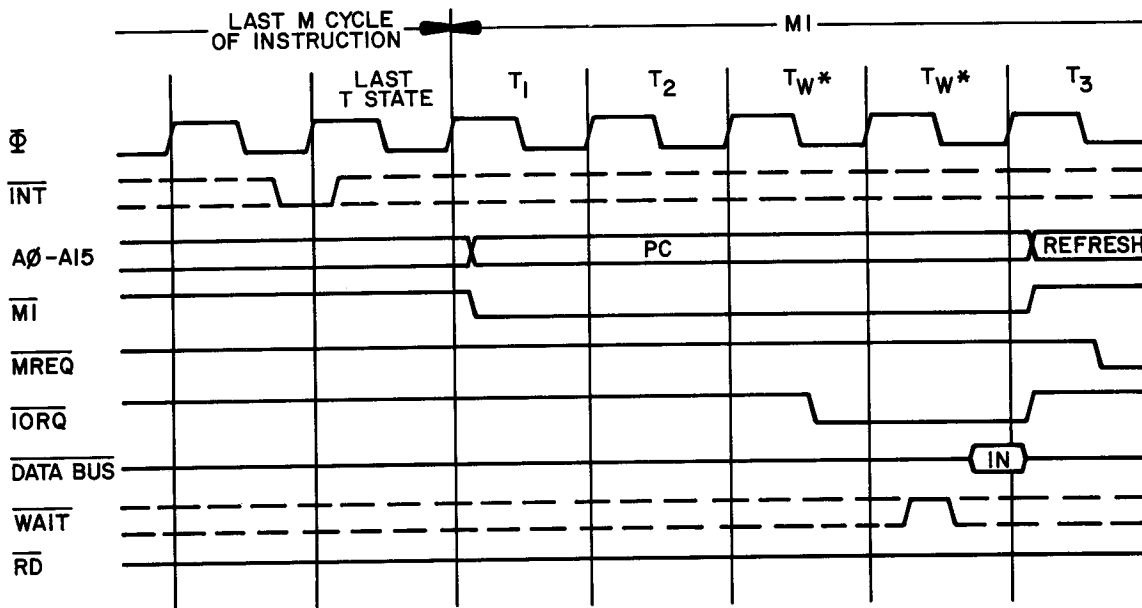 LAST M CYCLE
OF INSTRUCTION
M1
LAST
T STATE
T1
T2
TW*
TW*
T3
Φ
INT
AØ-A15
PC
REFRESH
M1
MREQ
IORQ
DATA BUS
IN
WAIT
RD